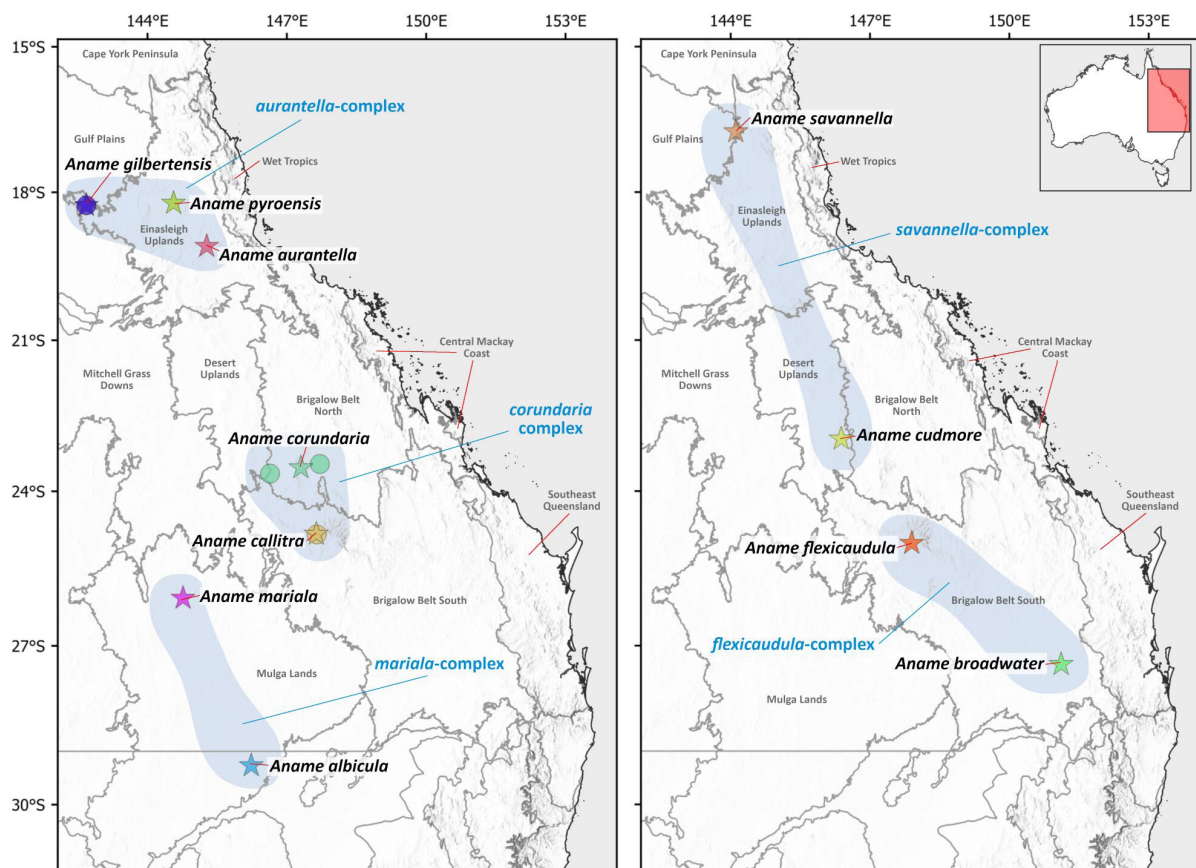 144°E
147°E
150°E
153°E
144°E
147°E
150°E
153°E
15°S
18°S
21°S
24°S
27°S
30°S
Cape York Peninsula
aurantella-complex
Gulf Plains
Aname gilbertensis
Wet Tropics
Aname pyroensis
Einasleigh
Uplands
Aname aurantella
Central Mackay
Coast
Mitchell Grass
Downs
Desert
Uplands
Brigalow Belt
North
corundaria
complex
Aname corundaria
Southeast
Queensland
Aname callitra
Aname mariala
Brigalow Belt South
mariala-complex
Mulga Lands
Aname albicula
Cape York Peninsula
Aname savannella
Gulf Plains
Wet Tropics
Einasleigh
Uplands
savannella-complex
Central Mackay
Coast
Mitchell Grass
Downs
Desert
Uplands
Brigalow Belt
North
Aname cudmore
Southeast
Queensland
Aname flexicaudula
Brigalow Belt South
flexicaudula-complex
Aname broadwater
Mulga Lands